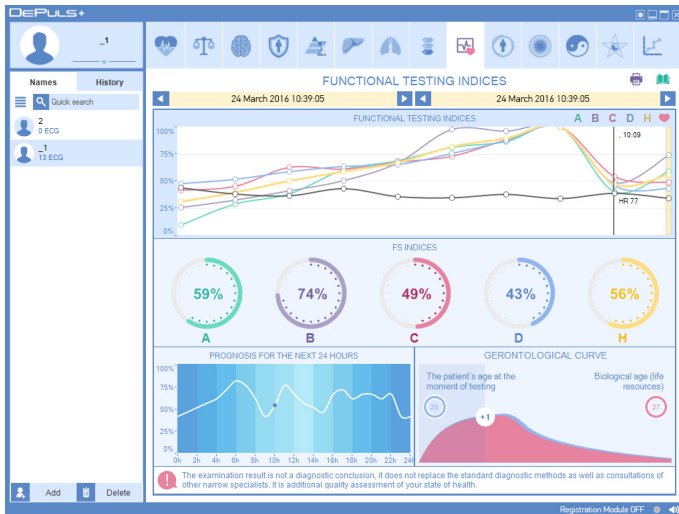 DEPULS+
_1
Names
History
Quick search
2
0 ECG
_1
13 ECG
Add
Delete
FUNCTIONAL TESTING INDICES
24 March 2016 10:39:05
24 March 2016 10:39:05
FUNCTIONAL TESTING INDICES
A B C D H
100%
75%
50%
25%
0%
_ 10:09
HR 77
FS INDICES
59%
74%
49%
43%
56%
A
B
C
D
H
PROGNOSIS FOR THE NEXT 24 HOURS
100%
75%
50%
25%
0%
0h 2h 4h 6h 8h 10h 12h 14h 16h 18h 20h 22h 24h
GERONTOLOGICAL CURVE
The patient's age at the
moment of testing
Biological age (life
resources)
+1
27
The examination result is not a diagnostic conclusion, it does not replace the standard diagnostic methods as well as consultations of
other narrow specialists. It is additional quality assessment of your state of health.
Registration Module OFF